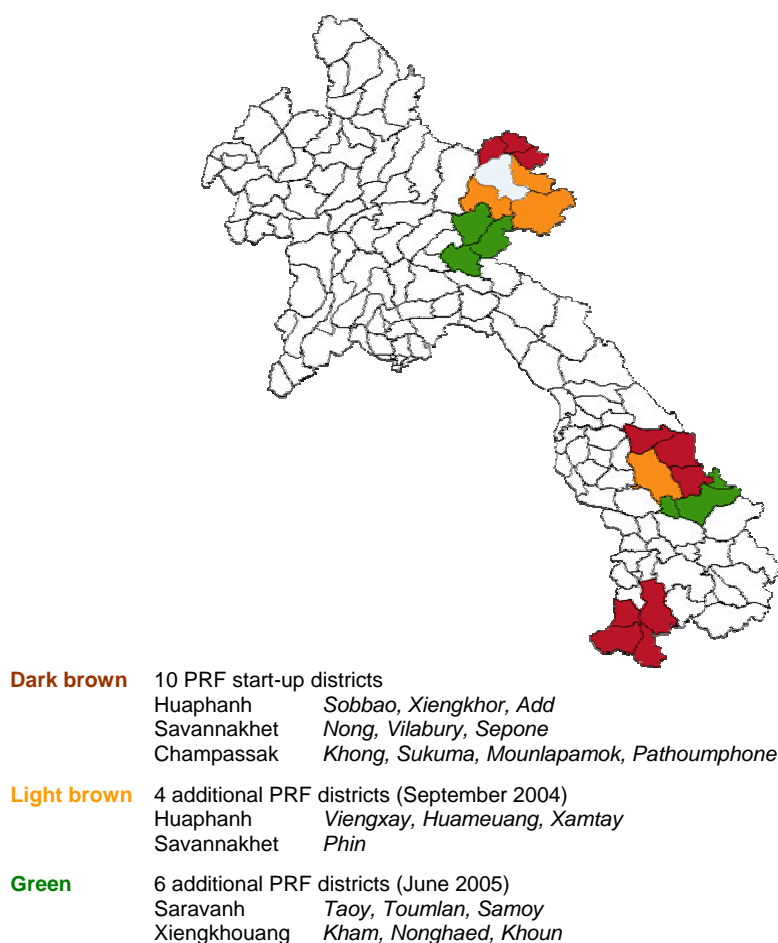 Dark brown 10 PRF start-up districts
Huaphanh Sobbao, Xiengkhor, Add
Savannakhet Nong, Vilabury, Sepone
Champassak Khong, Sukuma, Mounlapamok, Pathoumphone
Light brown 4 additional PRF districts (September 2004)
Huaphanh Viengxay, Huameuang, Xamtay
Savannakhet Phin
Green 6 additional PRF districts (June 2005)
Saravanh Taoy, Toumlan, Samoy
Xiengkhouang Kham, Nonghaed, Khoun